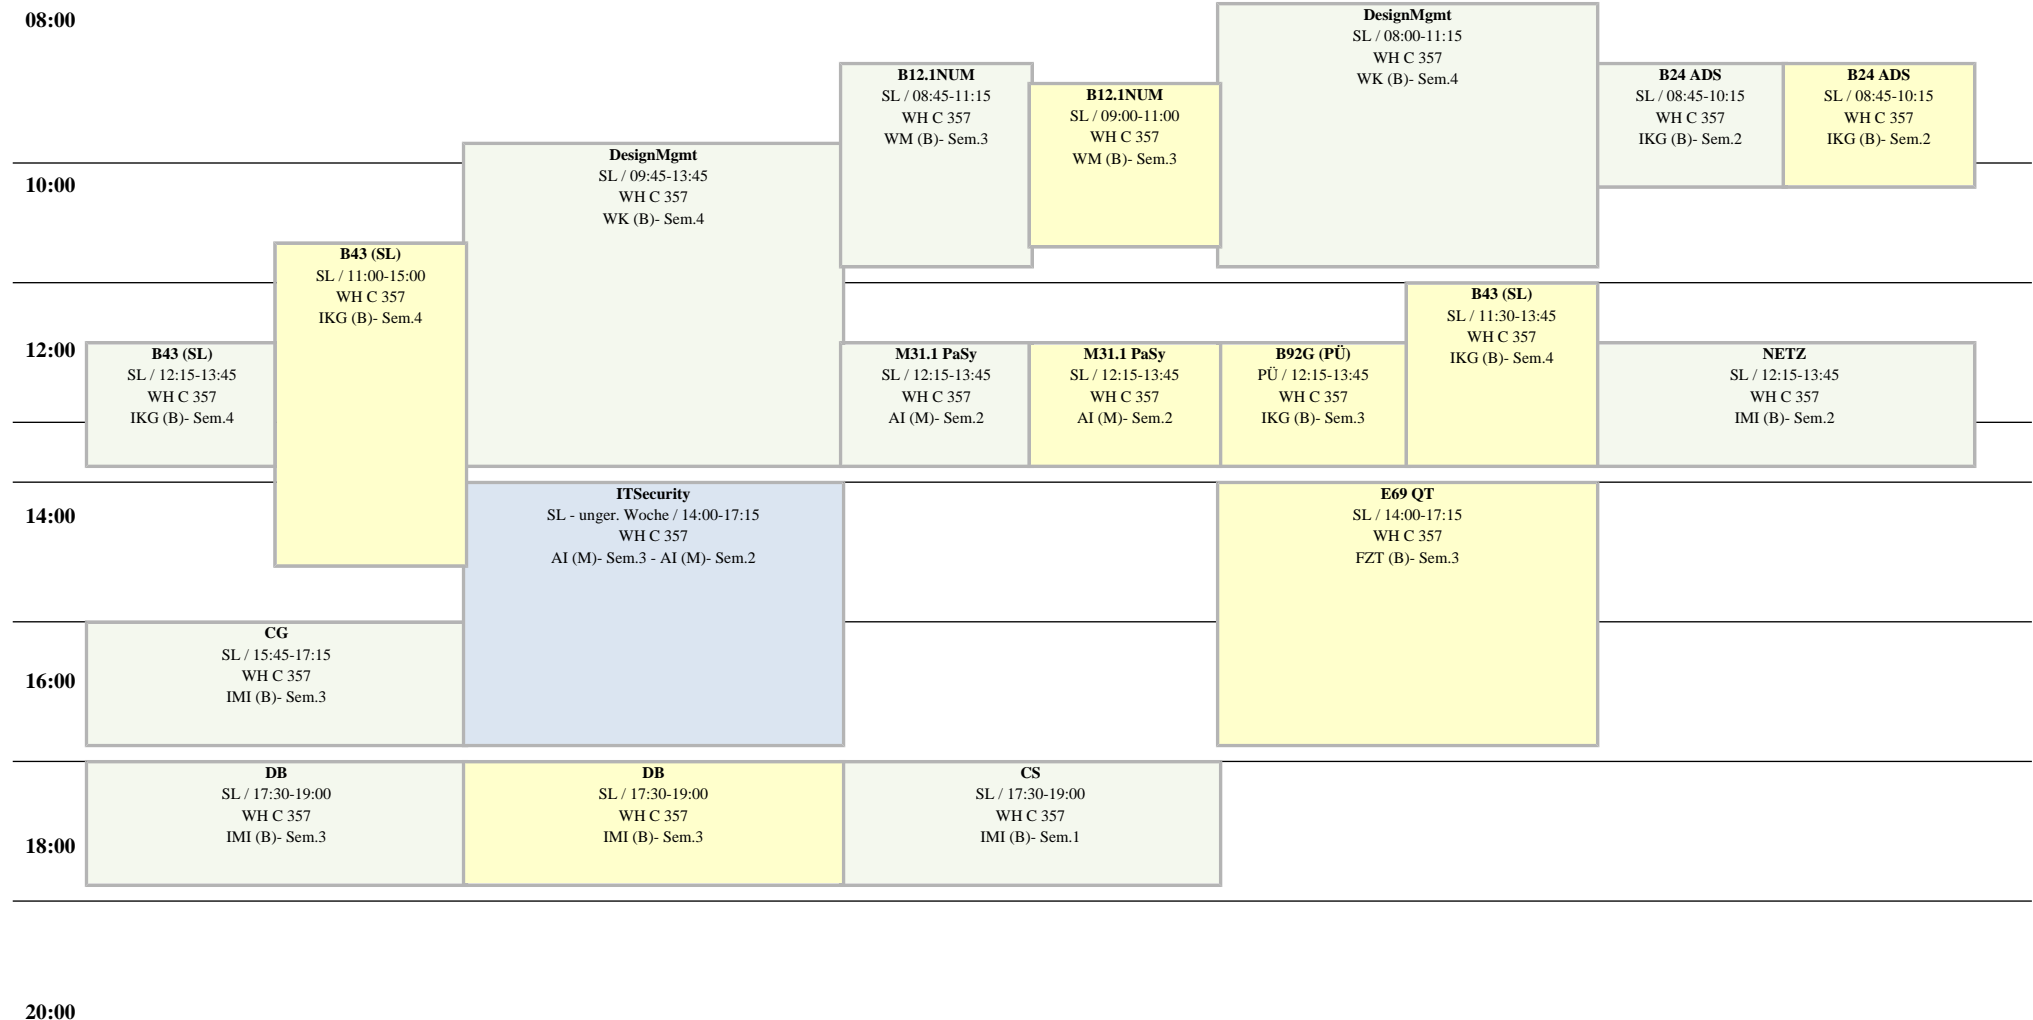 08:00
DesignMgmt
SL / 08:00-11:15
WH C 357
WK (B)- Sem.4
B12.1NUM
SL / 08:45-11:15
WH C 357
WM (B)- Sem.3
B12.1NUM
SL / 09:00-11:00
WH C 357
WM (B)- Sem.3
B24 ADS
SL / 08:45-10:15
WH C 357
IKG (B)- Sem.2
B24 ADS
SL / 08:45-10:15
WH C 357
IKG (B)- Sem.2
DesignMgmt
SL / 09:45-13:45
WH C 357
WK (B)- Sem.4
10:00
B43 (SL)
SL / 11:00-15:00
WH C 357
IKG (B)- Sem.4
B43 (SL)
SL / 11:30-13:45
WH C 357
IKG (B)- Sem.4
12:00
B43 (SL)
SL / 12:15-13:45
WH C 357
IKG (B)- Sem.4
M31.1 PaSy
SL / 12:15-13:45
WH C 357
AI (M)- Sem.2
M31.1 PaSy
SL / 12:15-13:45
WH C 357
AI (M)- Sem.2
B92G (PÜ)
PÜ / 12:15-13:45
WH C 357
IKG (B)- Sem.3
NETZ
SL / 12:15-13:45
WH C 357
IMI (B)- Sem.2
14:00
ITSecurity
SL - unger. Woche / 14:00-17:15
WH C 357
AI (M)- Sem.3 - AI (M)- Sem.2
E69 QT
SL / 14:00-17:15
WH C 357
FZT (B)- Sem.3
CG
SL / 15:45-17:15
WH C 357
IMI (B)- Sem.3
16:00
DB
SL / 17:30-19:00
WH C 357
IMI (B)- Sem.3
DB
SL / 17:30-19:00
WH C 357
IMI (B)- Sem.3
CS
SL / 17:30-19:00
WH C 357
IMI (B)- Sem.1
18:00
20:00